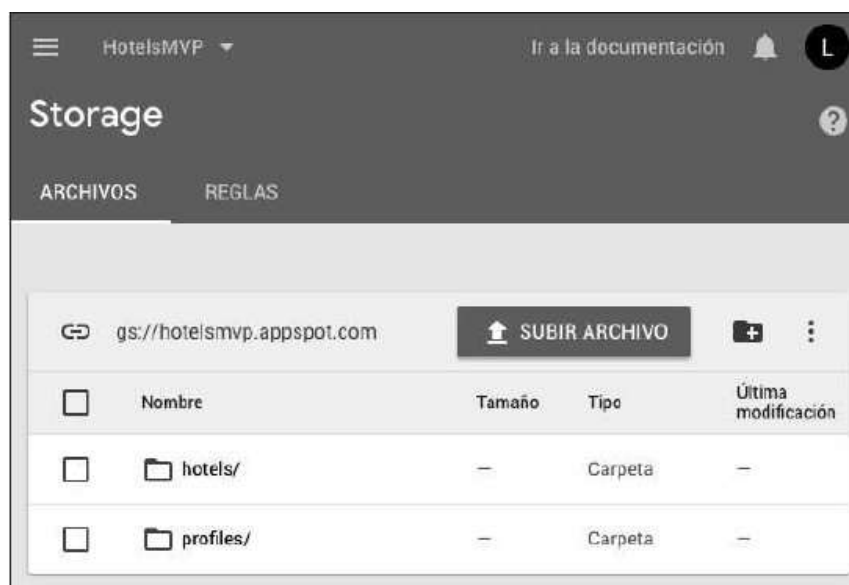 HotelsMVP Ir a la documentación L
Storage
ARCHIVOS REGLAS
gs://hotelsmvp.appspot.com SUBIR ARCHIVO
Nombre Tamaño Tipo Última modificación
hotels/ — Carpeta —
profiles/ — Carpeta —